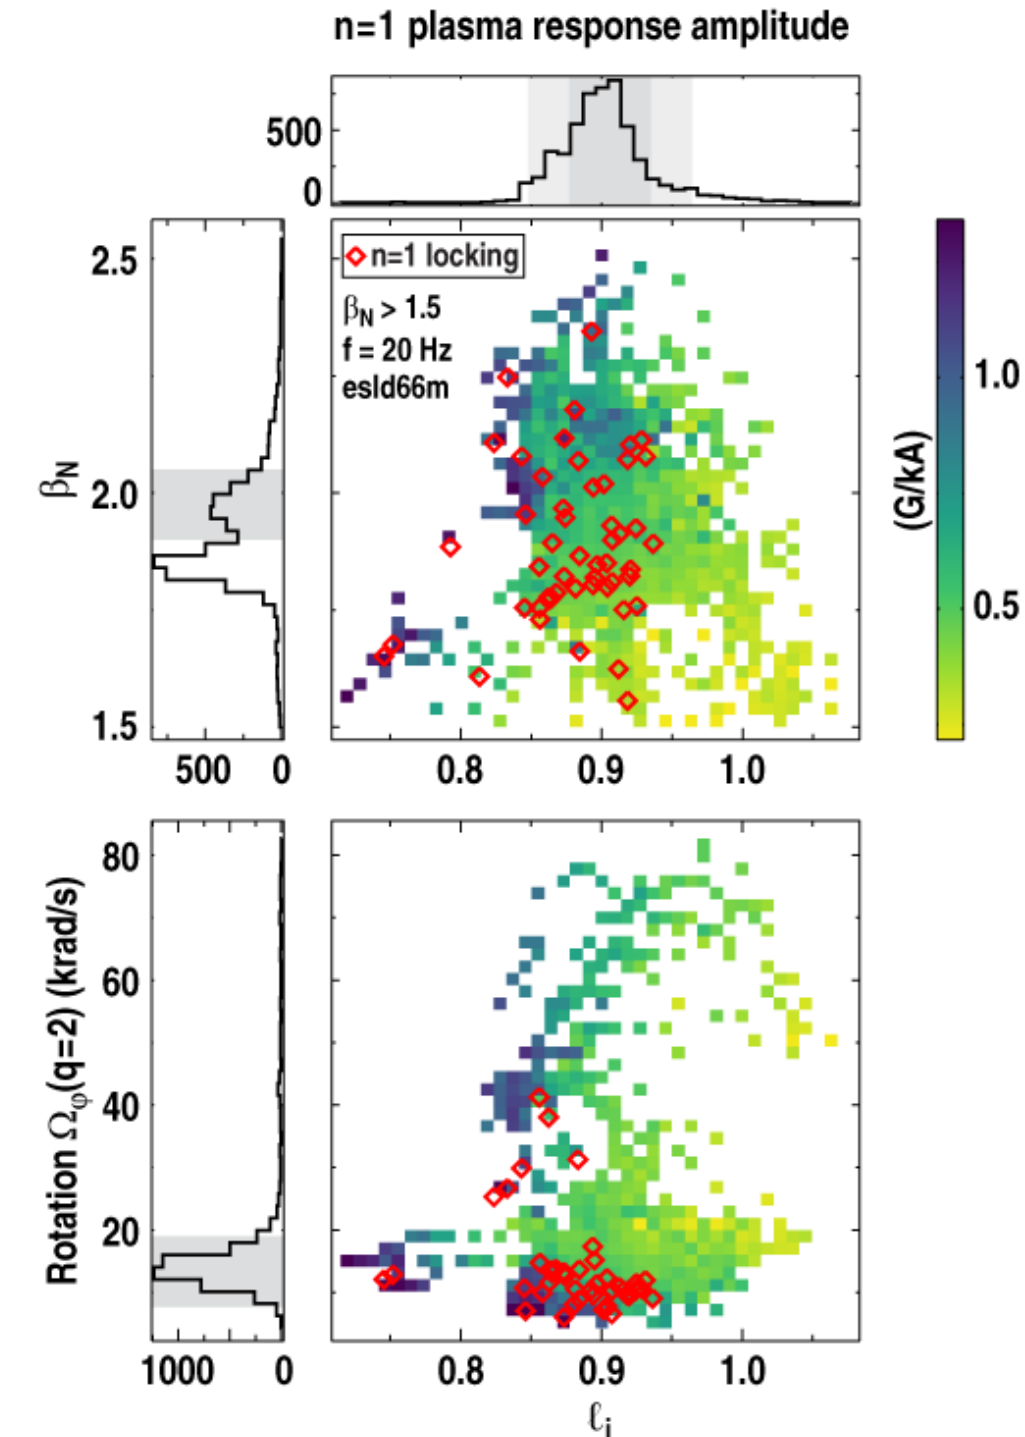 n=1 plasma response amplitude
500
0
2.5
2.0
1.5
βN
500 0
n=1 locking
βN > 1.5
f = 20 Hz
esld66m
0.8 0.9 1.0
1.0
0.5
(G/kA)
80
60
40
20
Rotation Ωφ(q=2) (krad/s)
1000 0
0.8 0.9 1.0
ℓi